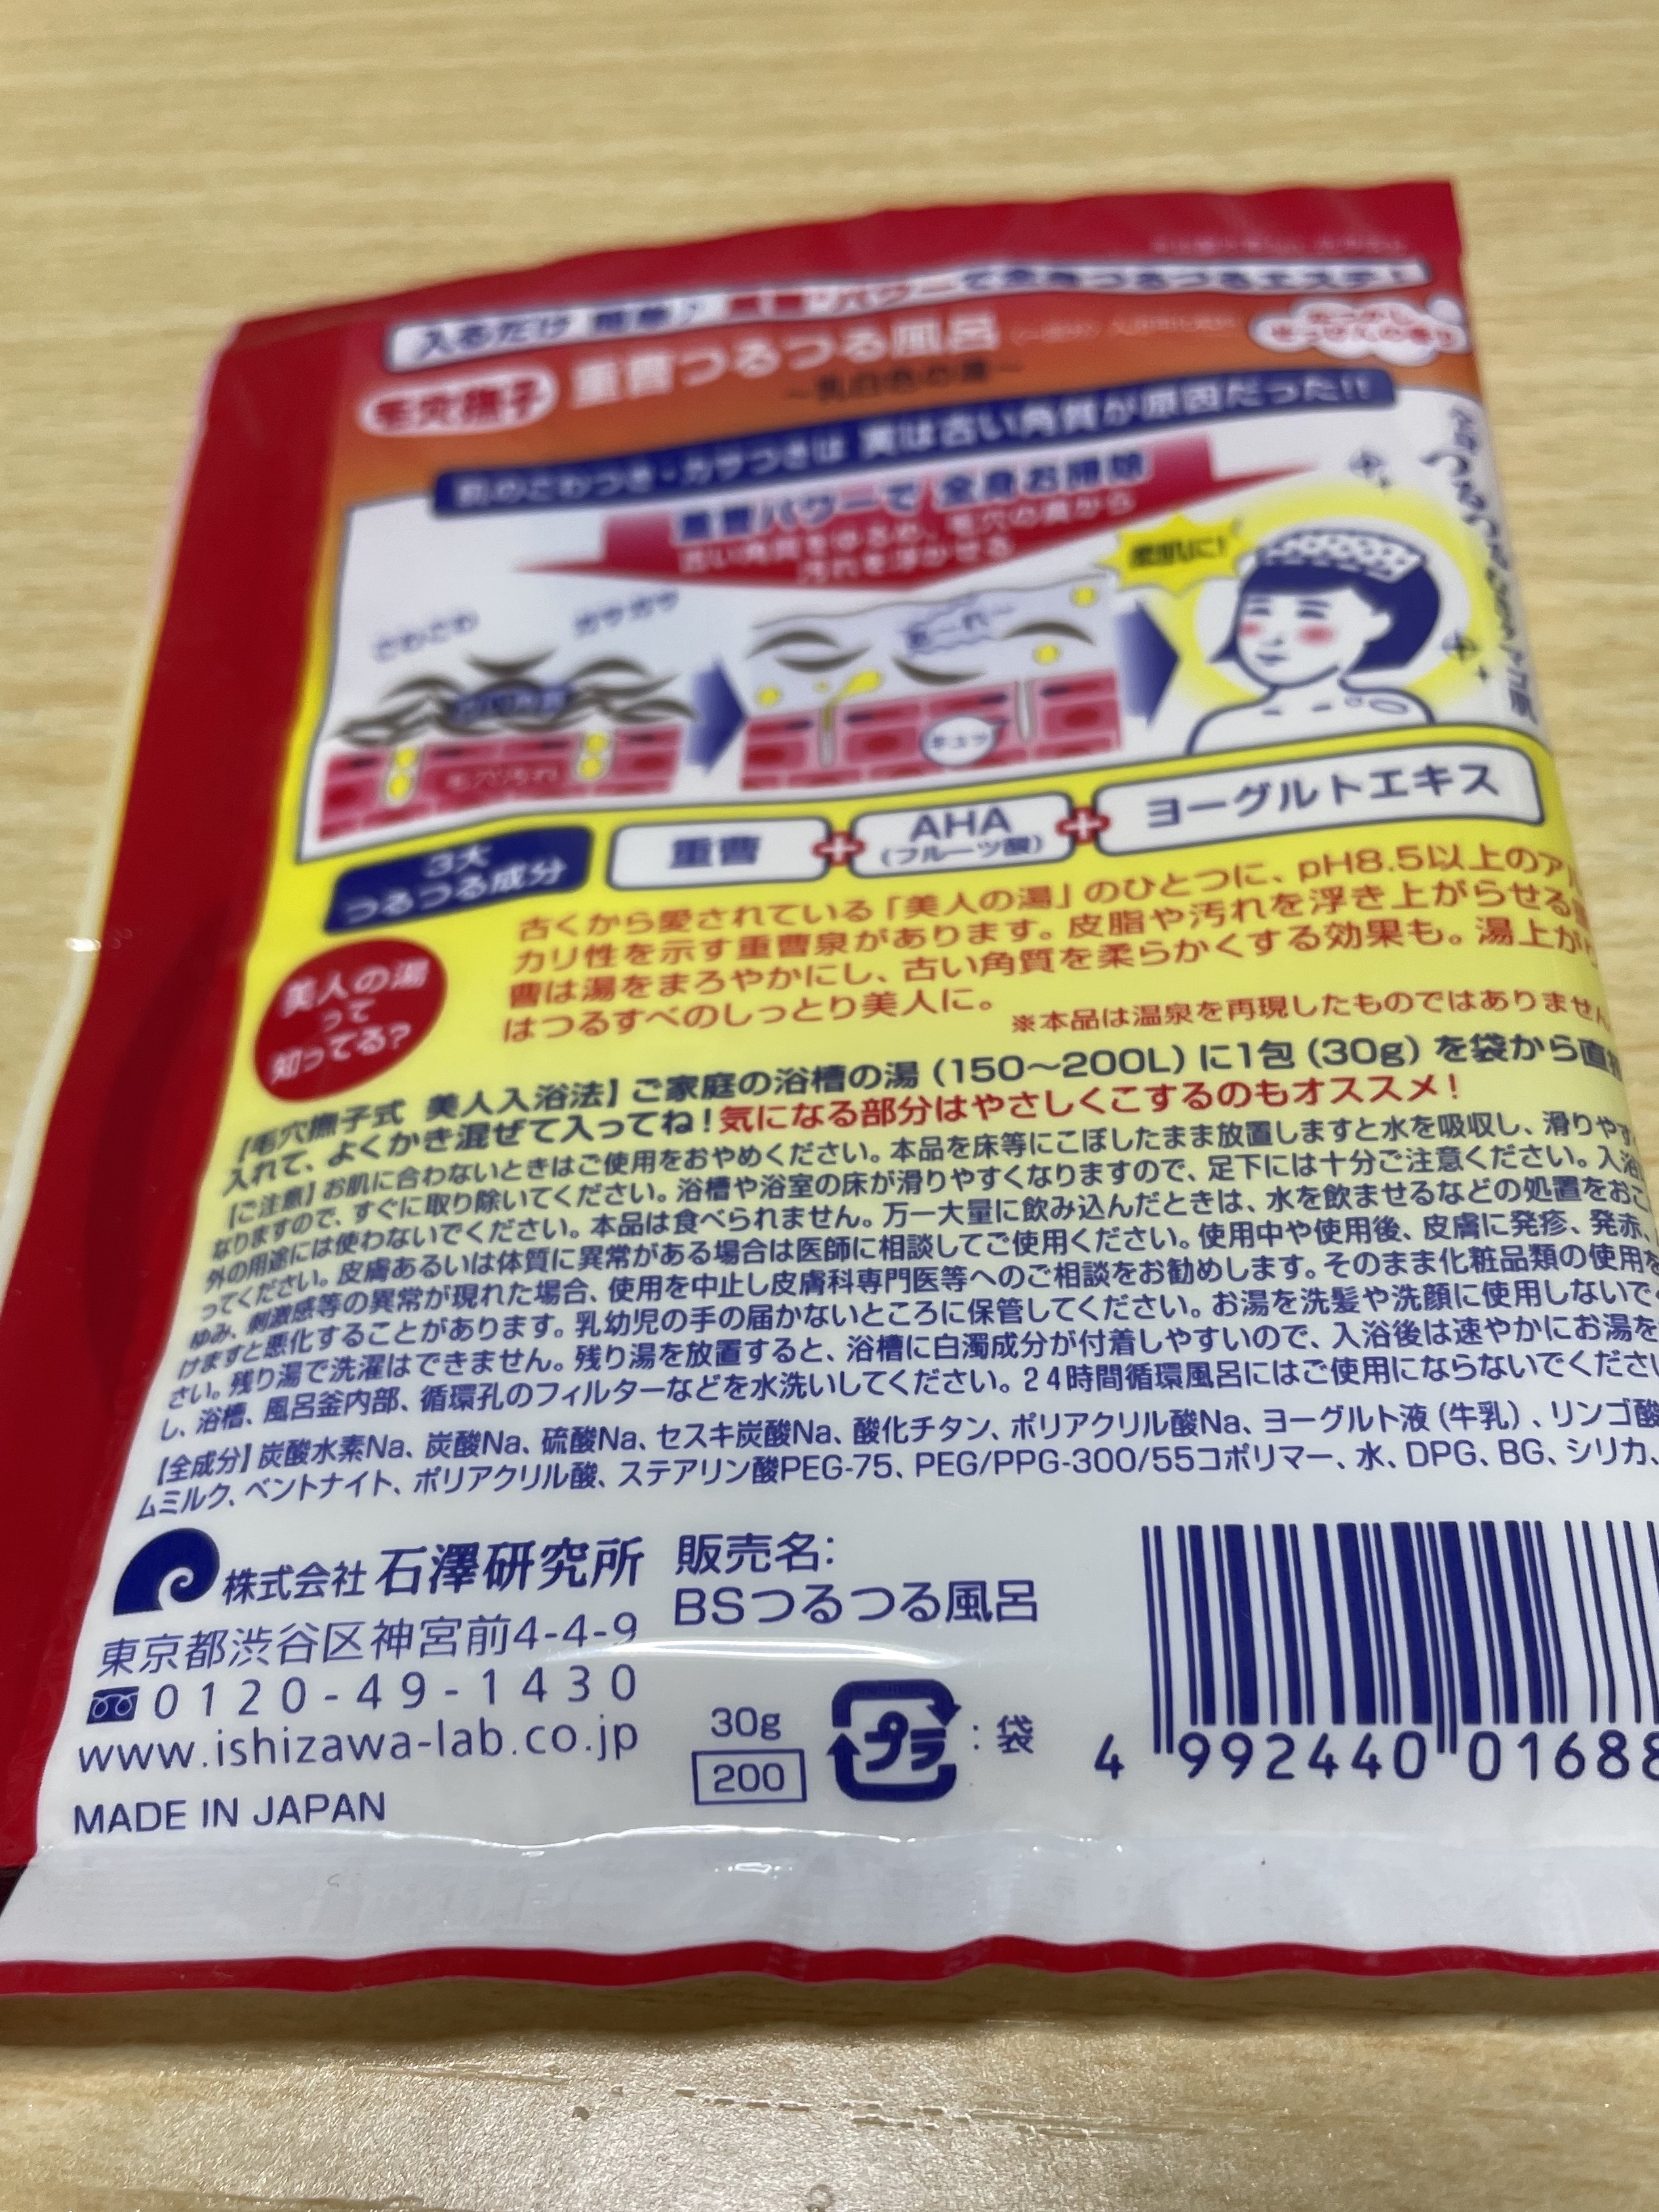 入るだけ 簡単♪ 重曹パワーで全身つるつるエステ！
毛穴撫子
重曹つるつる風呂
～乳白色の湯～
せっけんの香り
肌のごわつき・カサつきは 実は古い角質が原因だった!!
重曹パワーで 全身お掃除
古い角質をゆるめ、毛穴の奥から
汚れを浮かせる
柔肌に!
ごわごわ
カサカサ
毛穴汚れ
キュッ
3大
つるつる成分
重曹
+
AHA
(フルーツ酸)
+
ヨーグルトエキス
美人の湯
って
知ってる?
古くから愛されている「美人の湯」のひとつに、pH8.5以上のア
カリ性を示す重曹泉があります。皮脂や汚れを浮き上がらせる
曹は湯をまろやかにし、古い角質を柔らかくする効果も。湯上が
はつるすべのしっとり美人に。
※本品は温泉を再現したものではありません
【毛穴撫子式 美人入浴法】ご家庭の浴槽の湯（150～200L）に1包（30g）を袋から直
入れて、よくかき混ぜて入ってね！気になる部分はやさしくこするのもオススメ！
【ご注意】お肌に合わないときはご使用をおやめください。本品を床等にこぼしたまま放置しますと水を吸収し、滑りやす
なりますので、すぐに取り除いてください。浴槽や浴室の床が滑りやすくなりますので、足下には十分ご注意ください。入浴
外の用途には使わないでください。本品は食べられません。万一大量に飲み込んだときは、水を飲ませるなどの処置をおこ
ってください。皮膚あるいは体質に異常がある場合は医師に相談してご使用ください。使用中や使用後、皮膚に発疹、発赤、
ゆみ、刺激感等の異常が現れた場合、使用を中止し皮膚科専門医等へのご相談をお勧めします。そのまま化粧品類の使用を
けますと悪化することがあります。乳幼児の手の届かないところに保管してください。お湯を洗髪や洗顔に使用しないで
さい。残り湯で洗濯はできません。残り湯を放置すると、浴槽に白濁成分が付着しやすいので、入浴後は速やかにお湯を
し、浴槽、風呂釜内部、循環孔のフィルターなどを水洗いしてください。24時間循環風呂にはご使用にならないでくださ
【全成分】炭酸水素Na、炭酸Na、硫酸Na、セスキ炭酸Na、酸化チタン、ポリアクリル酸Na、ヨーグルト液（牛乳）、リンゴ酸
ムミルク、ベントナイト、ポリアクリル酸、ステアリン酸PEG-75、PEG/PPG-300/55コポリマー、水、DPG、BG、シリカ、
株式会社 石澤研究所
東京都渋谷区神宮前4-4-9
0120-49-1430
www.ishizawa-lab.co.jp
MADE IN JAPAN
販売名:
BSつるつる風呂
30g
200
プラ
:袋
4 992440 01688